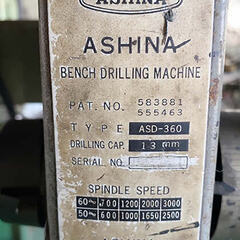 ASHINA
ASHINA
BENCH DRILLING MACHINE
PAT. NO. 583881
555463
TYPE ASD-360
DRILLING CAP. 13 mm
SERIAL NO.
SPINDLE SPEED
60~ 700 1200 2000 3000
50~ 600 1000 1650 2500